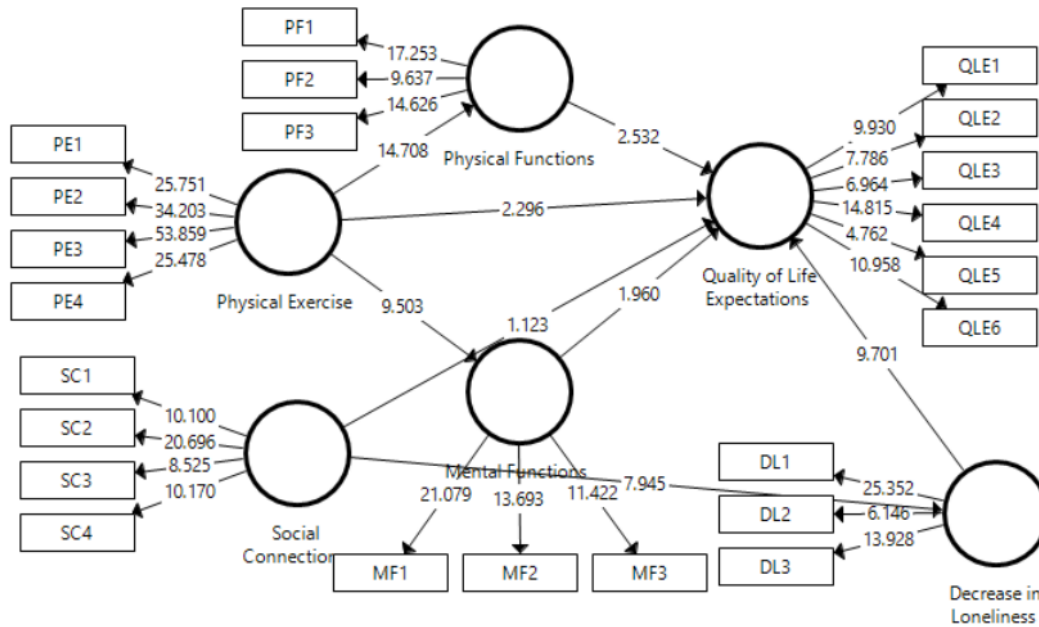 PF1
PF2
PF3
17.253
9.637
14.626
Physical Functions
14.708
2.532
QLE1
QLE2
QLE3
QLE4
QLE5
QLE6
9.930
7.786
6.964
14.815
4.762
10.958
Quality of Life
Expectations
PE1
PE2
PE3
PE4
25.751
34.203
53.859
25.478
Physical Exercise
2.296
9.503
1.123
1.960
9.701
SC1
SC2
SC3
SC4
10.100
20.696
8.525
10.170
Social
Connection
Mental Functions
21.079
13.693
11.422
7.945
MF1
MF2
MF3
DL1
DL2
DL3
25.352
6.146
13.928
Decrease in
Loneliness